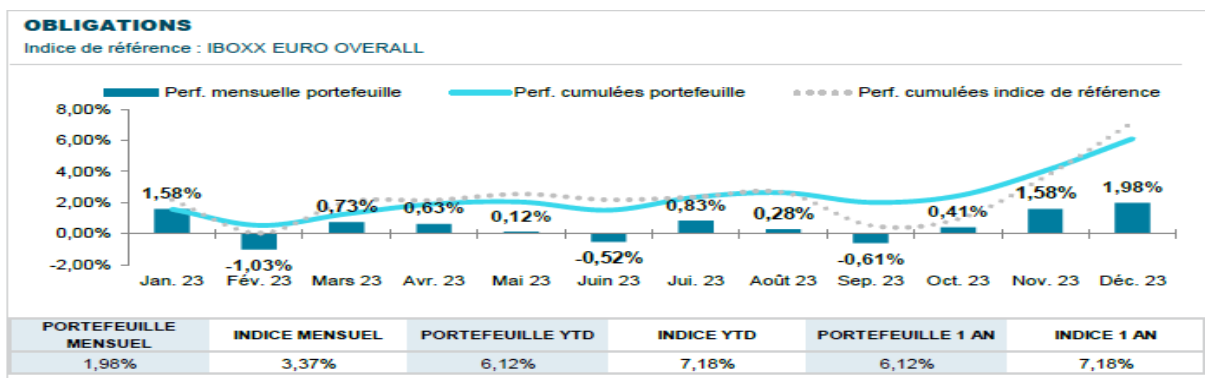 OBLIGATIONS
Indice de référence : IBOXX EURO OVERALL
Perf. mensuelle portefeuille Perf. cumulées portefeuille Perf. cumulées indice de référence
8,00%
6,00%
4,00%
2,00%
0,00%
-2,00%
1,58% -1,03% 0,73% 0,63% 0,12% -0,52% 0,83% 0,28% -0,61% 0,41% 1,58% 1,98%
Jan. 23 Fév. 23 Mars 23 Avr. 23 Mai 23 Juin 23 Jui. 23 Août 23 Sep. 23 Oct. 23 Nov. 23 Déc. 23
PORTEFEUILLE MENSUEL INDICE MENSUEL PORTEFEUILLE YTD INDICE YTD PORTEFEUILLE 1 AN INDICE 1 AN
1,98% 3,37% 6,12% 7,18% 6,12% 7,18%